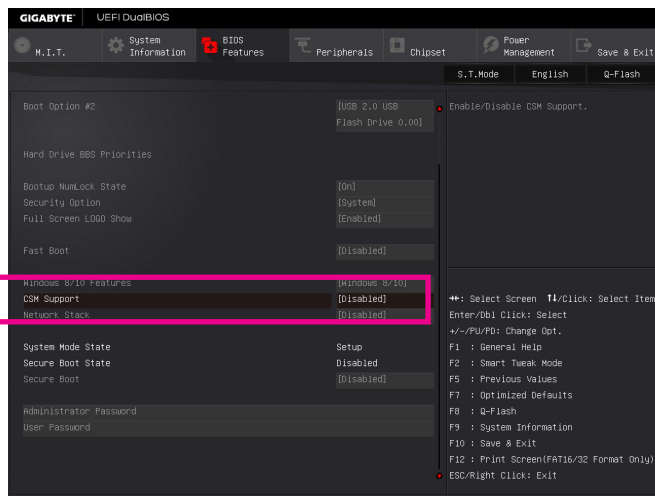 GIGABYTE™ UEFI DualBIOS
M.I.T.
System Information
BIOS Features
Peripherals
Chipset
Power Management
Save & Exit
S.T.Mode English Q-Flash
Boot Option #2 [USB 2.0 USB
Flash Drive 0.00]
Hard Drive BBS Priorities
Bootup NumLock State [On]
Security Option [System]
Full Screen LOGO Show [Enabled]
Fast Boot [Disabled]
Windows 8/10 Features [Windows 8/10]
CSM Support [Disabled]
Network Stack [Disabled]
System Mode State Setup
Secure Boot State Disabled
Secure Boot [Disabled]
Administrator Password
User Password
Enable/Disable CSM Support.
→←: Select Screen ↑↓/Click: Select Item
Enter/Dbl Click: Select
+/-/PU/PD: Change Opt.
F1 : General Help
F2 : Smart Tweak Mode
F5 : Previous Values
F7 : Optimized Defaults
F8 : Q-Flash
F9 : System Information
F10 : Save & Exit
F12 : Print Screen(FAT16/32 Format Only)
ESC/Right Click: Exit